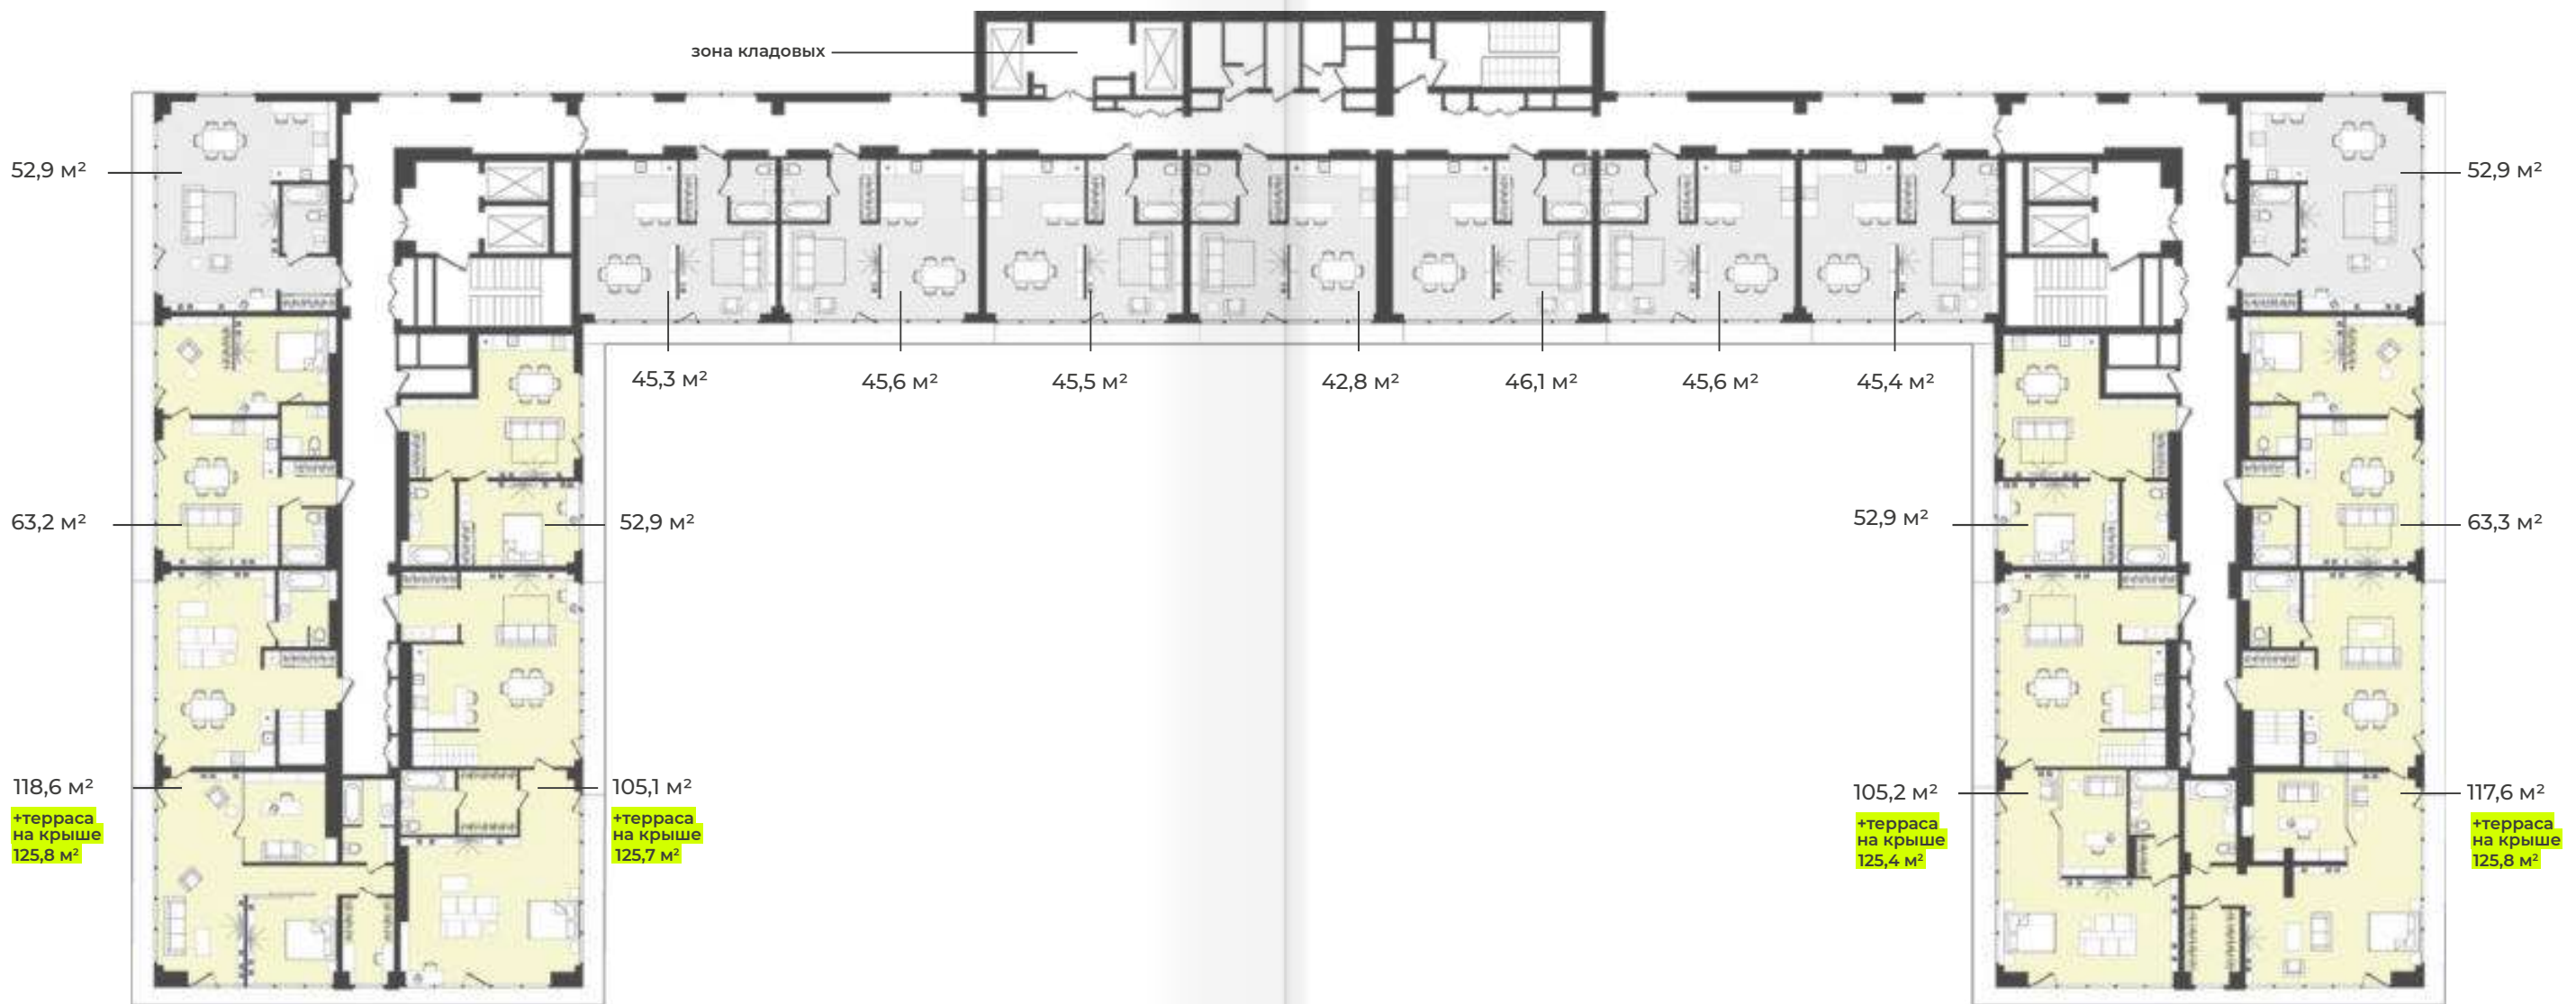 зона кладовых
52,9 м²
52,9 м²
45,3 м²
45,6 м²
45,5 м²
42,8 м²
46,1 м²
45,6 м²
45,4 м²
63,2 м²
52,9 м²
52,9 м²
63,3 м²
118,6 м²
+терраса
на крыше
125,8 м²
105,1 м²
+терраса
на крыше
125,7 м²
105,2 м²
+терраса
на крыше
125,4 м²
117,6 м²
+терраса
на крыше
125,8 м²